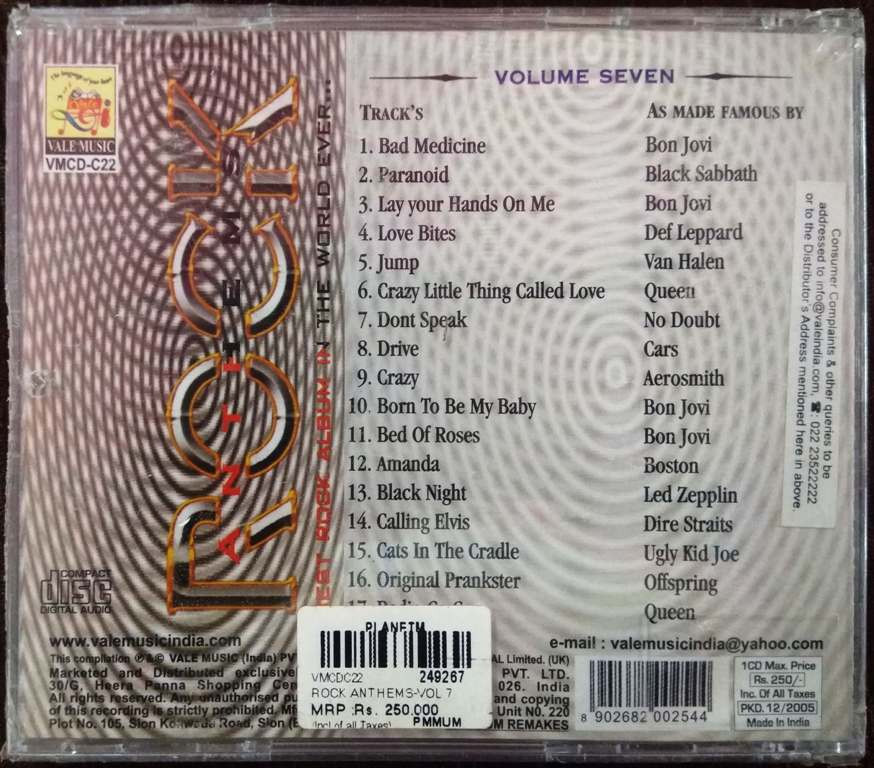 VOLUME SEVEN
TRACK'S AS MADE FAMOUS BY
1. Bad Medicine Bon Jovi
2. Paranoid Black Sabbath
3. Lay your Hands On Me Bon Jovi
4. Love Bites Def Leppard
5. Jump Van Halen
6. Crazy Little Thing Called Love Queen
7. Dont Speak No Doubt
8. Drive Cars
9. Crazy Aerosmith
10. Born To Be My Baby Bon Jovi
11. Bed Of Roses Bon Jovi
12. Amanda Boston
13. Black Night Led Zepplin
14. Calling Elvis Dire Straits
15. Cats In The Cradle Ugly Kid Joe
16. Original Prankster Offspring
17. Queen
VALE MUSIC
VMCD-C22
ROCK
ANTHEMS
ROCK ALBUM IN THE WORLD EVER...
Consumer Complaints & other queries to be
addressed to info@valeindia.com, ☎: 022 23522222
or to the Distributor's Address mentioned here in above.
COMPACT
disc
DIGITAL AUDIO
www.valemusicindia.com
e-mail : valemusicindia@yahoo.com
This compilation ℗ & © VALE MUSIC (India) PV
AL Limited. (UK)
Marketed and Distributed exclusive
PVT. LTD.
30/G, Heera Panna Shopping Cen
026. India
All rights reserved. Any unauthorised pu
and copying
of this recording is strictly prohibited. Mf
Unit NO. 220
Plot No. 105, Sion Koliwada Road, Sion (E
M REMAKES
PLANETM
VMCDC22 249267
ROCK ANTHEMS-VOL 7
MRP :Rs. 250.000
(Incl of all Taxes) PMMUM
8 902682 002544
1CD Max. Price
Rs. 250/-
Inc. Of All Taxes
PKD. 12/2005
Made In India